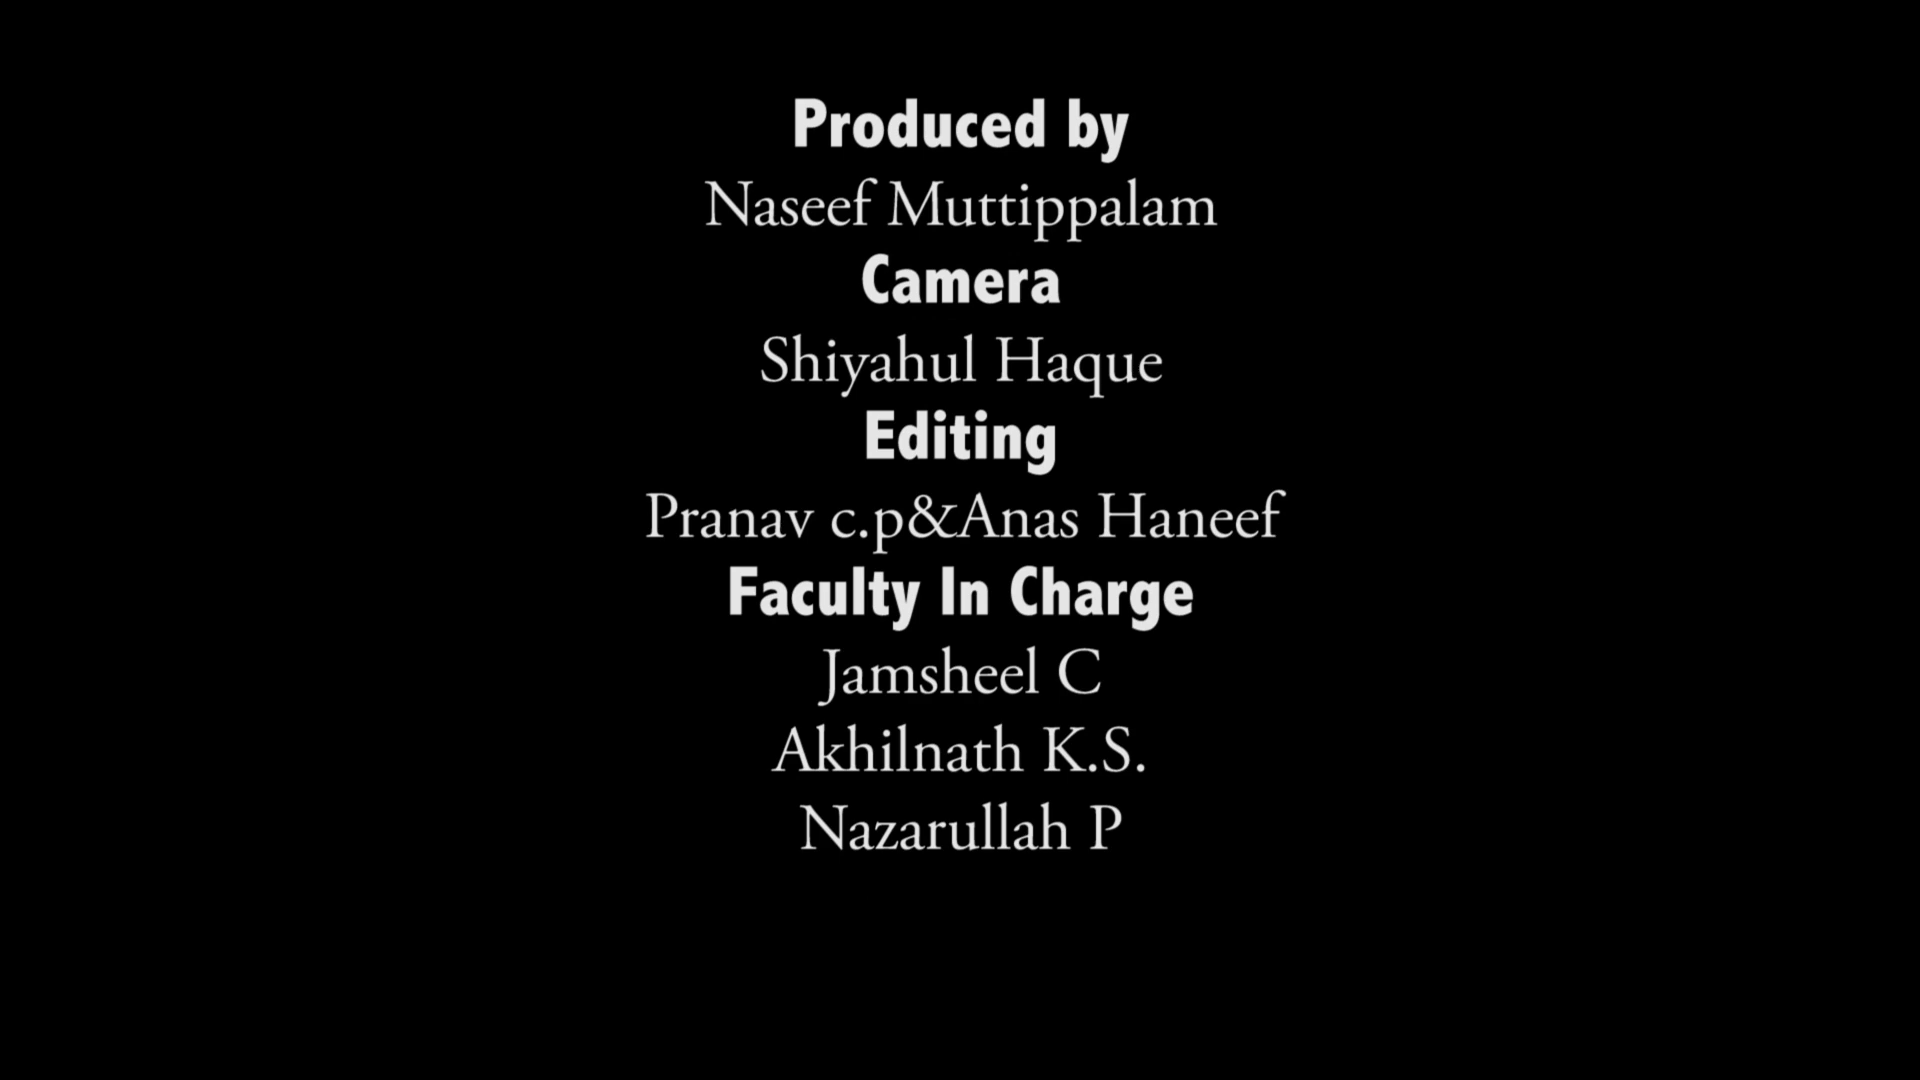 Produced by
Naseef Muttippalam
Camera
Shiyahul Haque
Editing
Pranav c.p&Anas Haneef
Faculty In Charge
Jamsheel C
Akhilnath K.S.
Nazarullah P